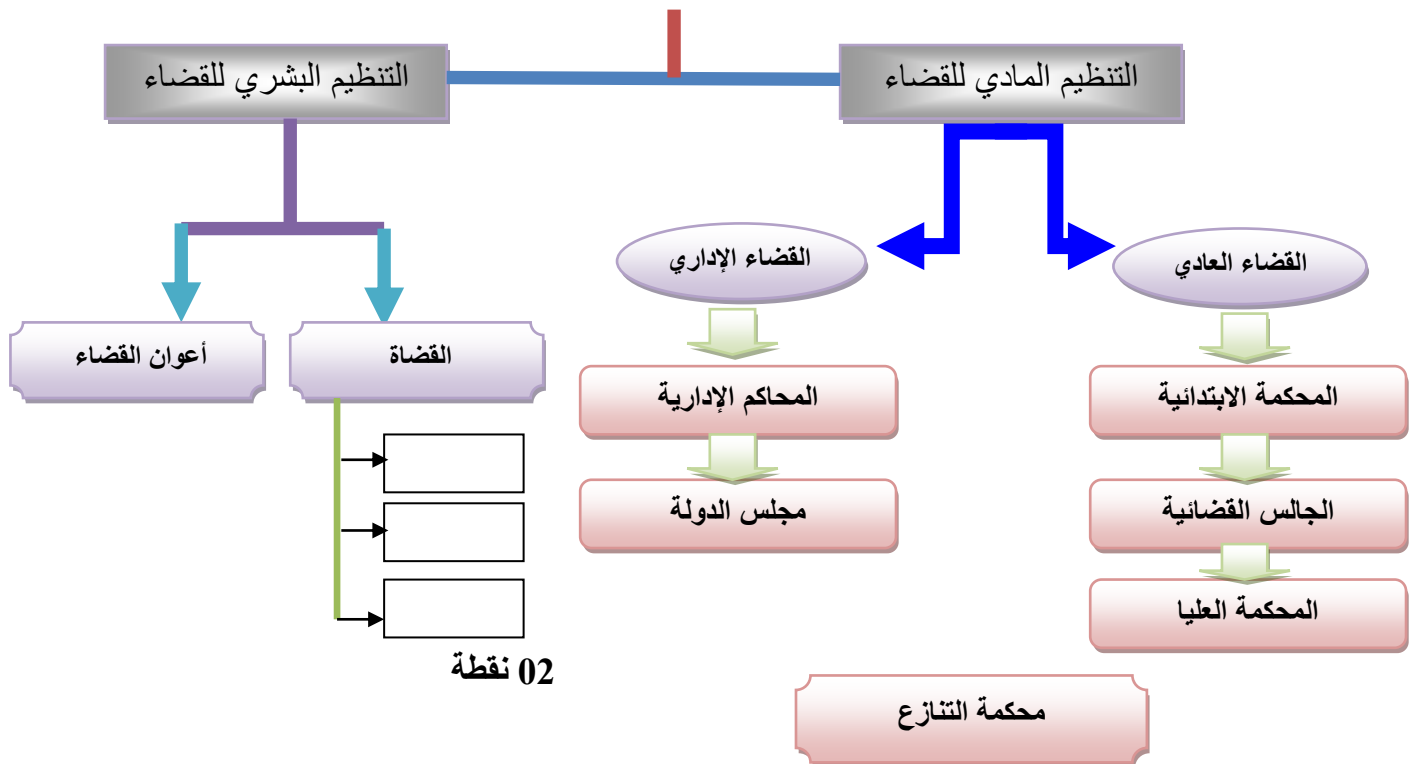 التنظيم المادي للقضاء
التنظيم البشري للقضاء
القضاء العادي
القضاء الإداري
القضاة
أعوان القضاء
المحكمة الابتدائية
المحاكم الإدارية
الجالس القضائية
مجلس الدولة
المحكمة العليا
02 نقطة
محكمة التنازع